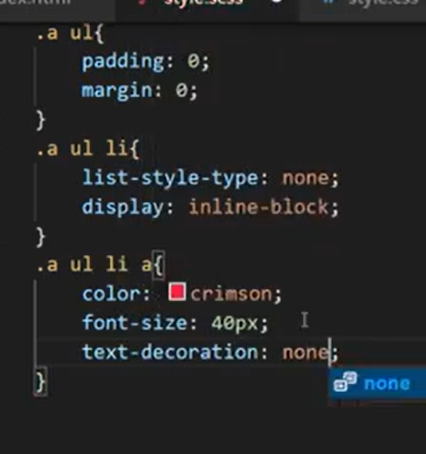 style.scss
style.css
.a ul{
padding: 0;
margin: 0;
}
.a ul li{
list-style-type: none;
display: inline-block;
}
.a ul li a{
color: crimson;
font-size: 40px;
text-decoration: none;
none
}